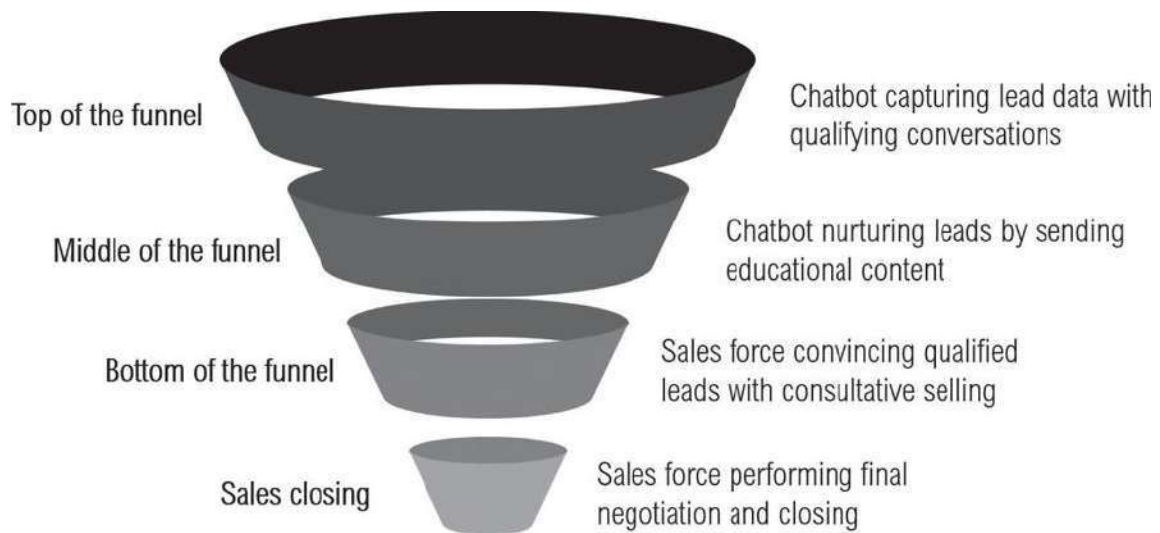 Top of the funnel
Chatbot capturing lead data with
qualifying conversations
Middle of the funnel
Chatbot nurturing leads by sending
educational content
Bottom of the funnel
Sales force convincing qualified
leads with consultative selling
Sales closing
Sales force performing final
negotiation and closing